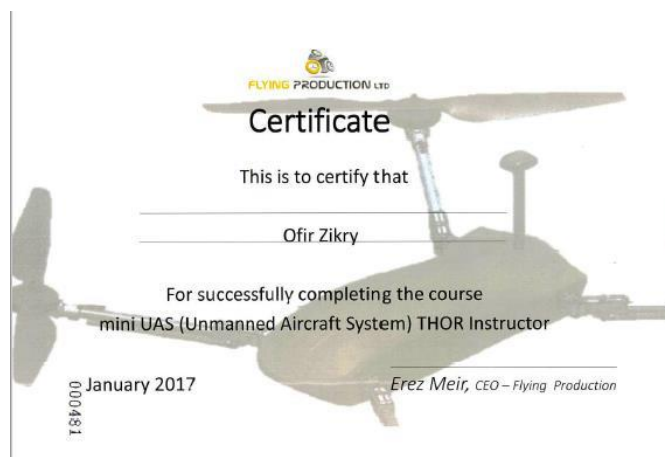 FLYING PRODUCTION LTD
Certificate
This is to certify that
Ofir Zikry
For successfully completing the course
mini UAS (Unmanned Aircraft System) THOR Instructor
January 2017
Erez Meir, CEO – Flying Production
000481